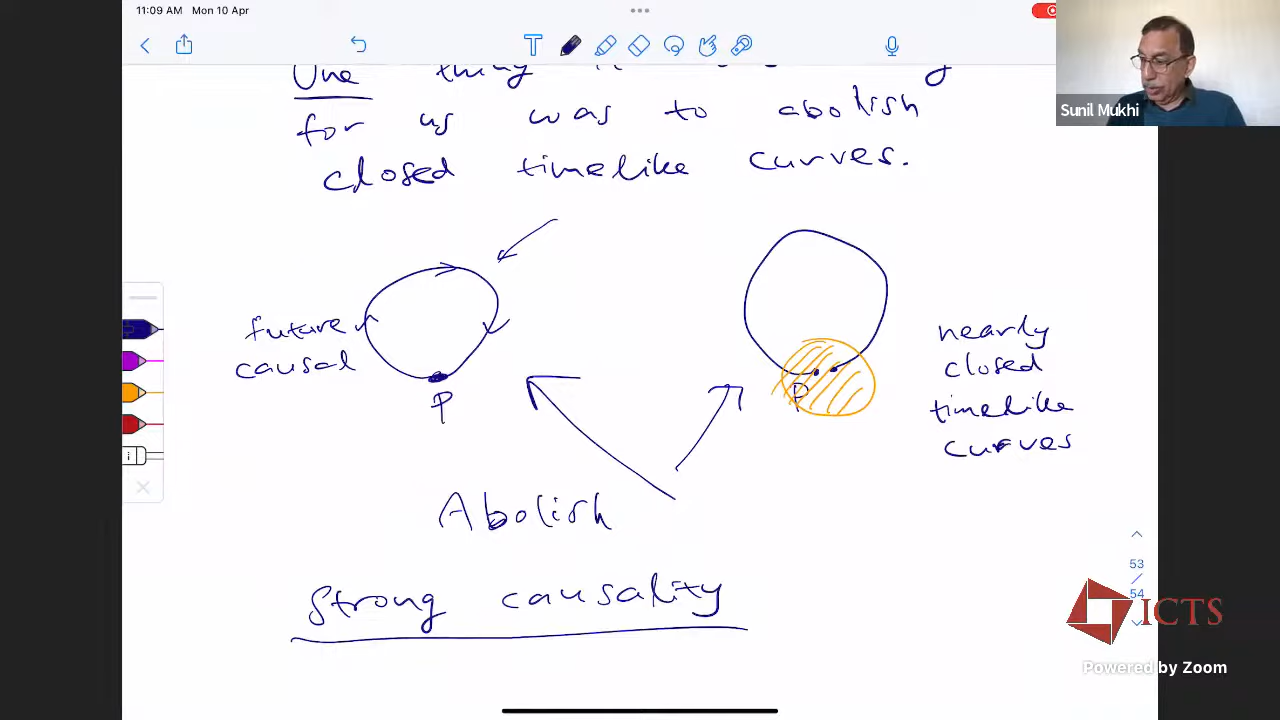 11:09 AM Mon 10 Apr
T
Sunil Mukhi
One thing
for us was to abolish
closed timelike curves.
future
causal
P
P
nearly
closed
timelike
curves
Abolish
Strong causality
53
/
54
ICTS
Powered by Zoom